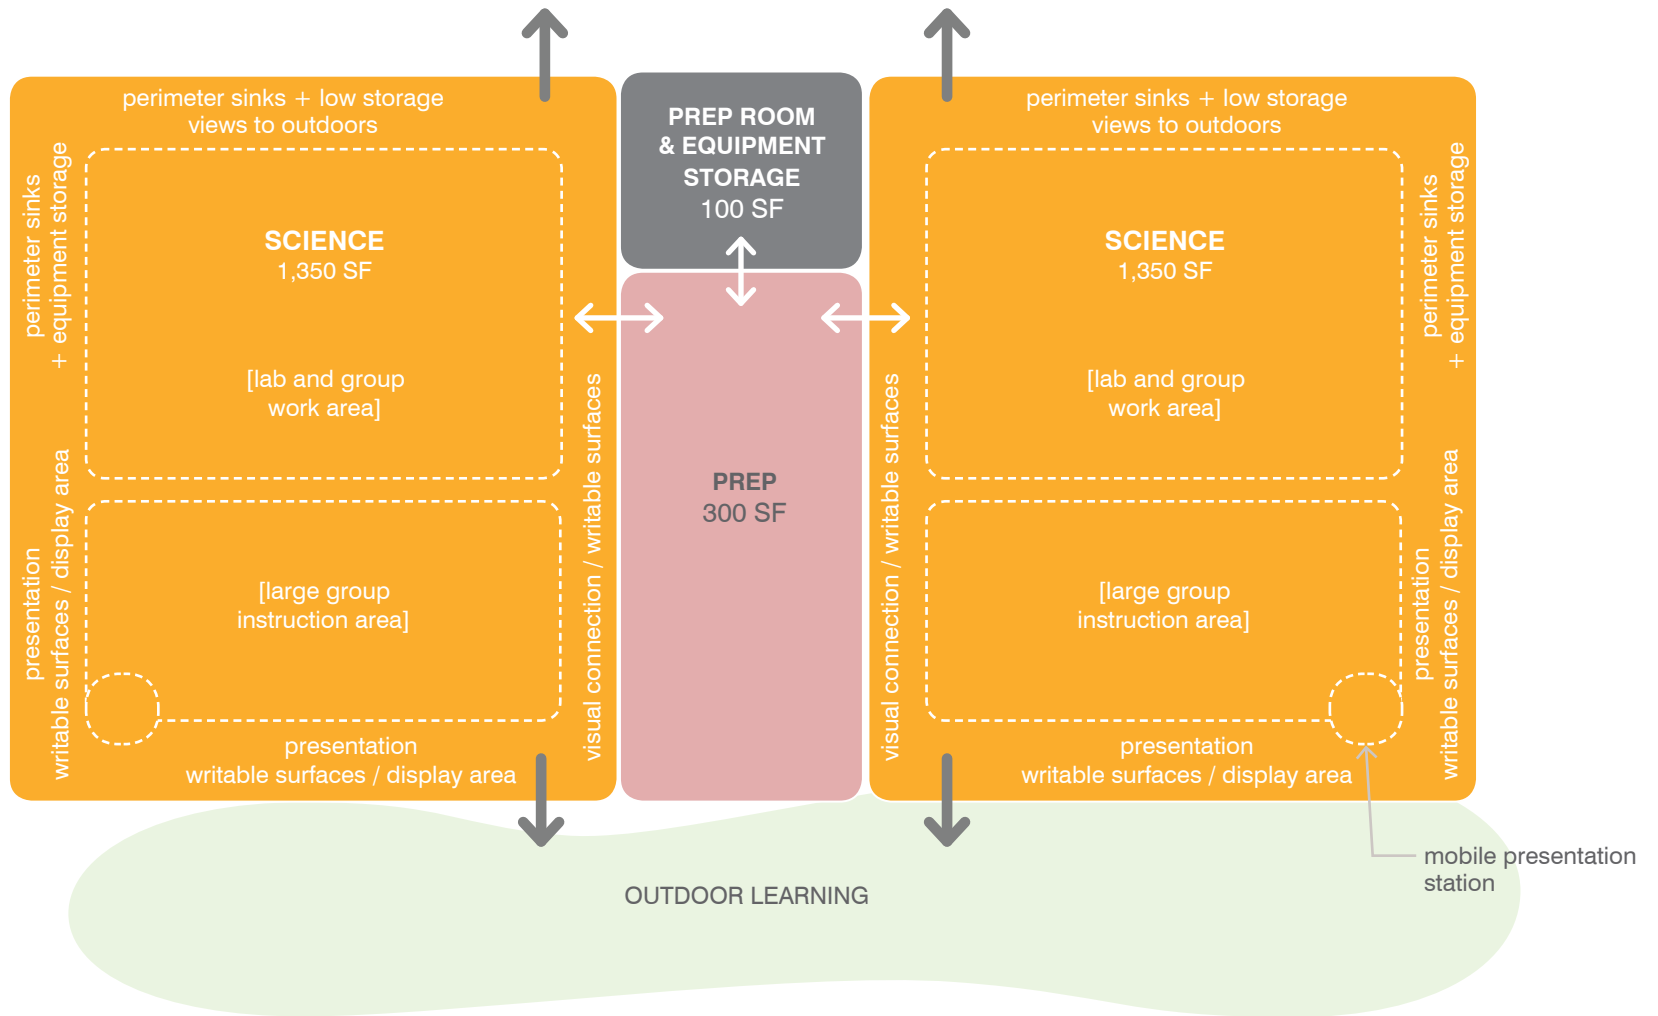 perimeter sinks + low storage
views to outdoors
perimeter sinks
+ equipment storage
SCIENCE
1,350 SF
[lab and group
work area]
presentation
writable surfaces / display area
[large group
instruction area]
visual connection / writable surfaces
presentation
writable surfaces / display area
PREP ROOM
& EQUIPMENT
STORAGE
100 SF
PREP
300 SF
perimeter sinks + low storage
views to outdoors
perimeter sinks
+ equipment storage
SCIENCE
1,350 SF
[lab and group
work area]
visual connection / writable surfaces
[large group
instruction area]
presentation
writable surfaces / display area
presentation
writable surfaces / display area
mobile presentation
station
OUTDOOR LEARNING